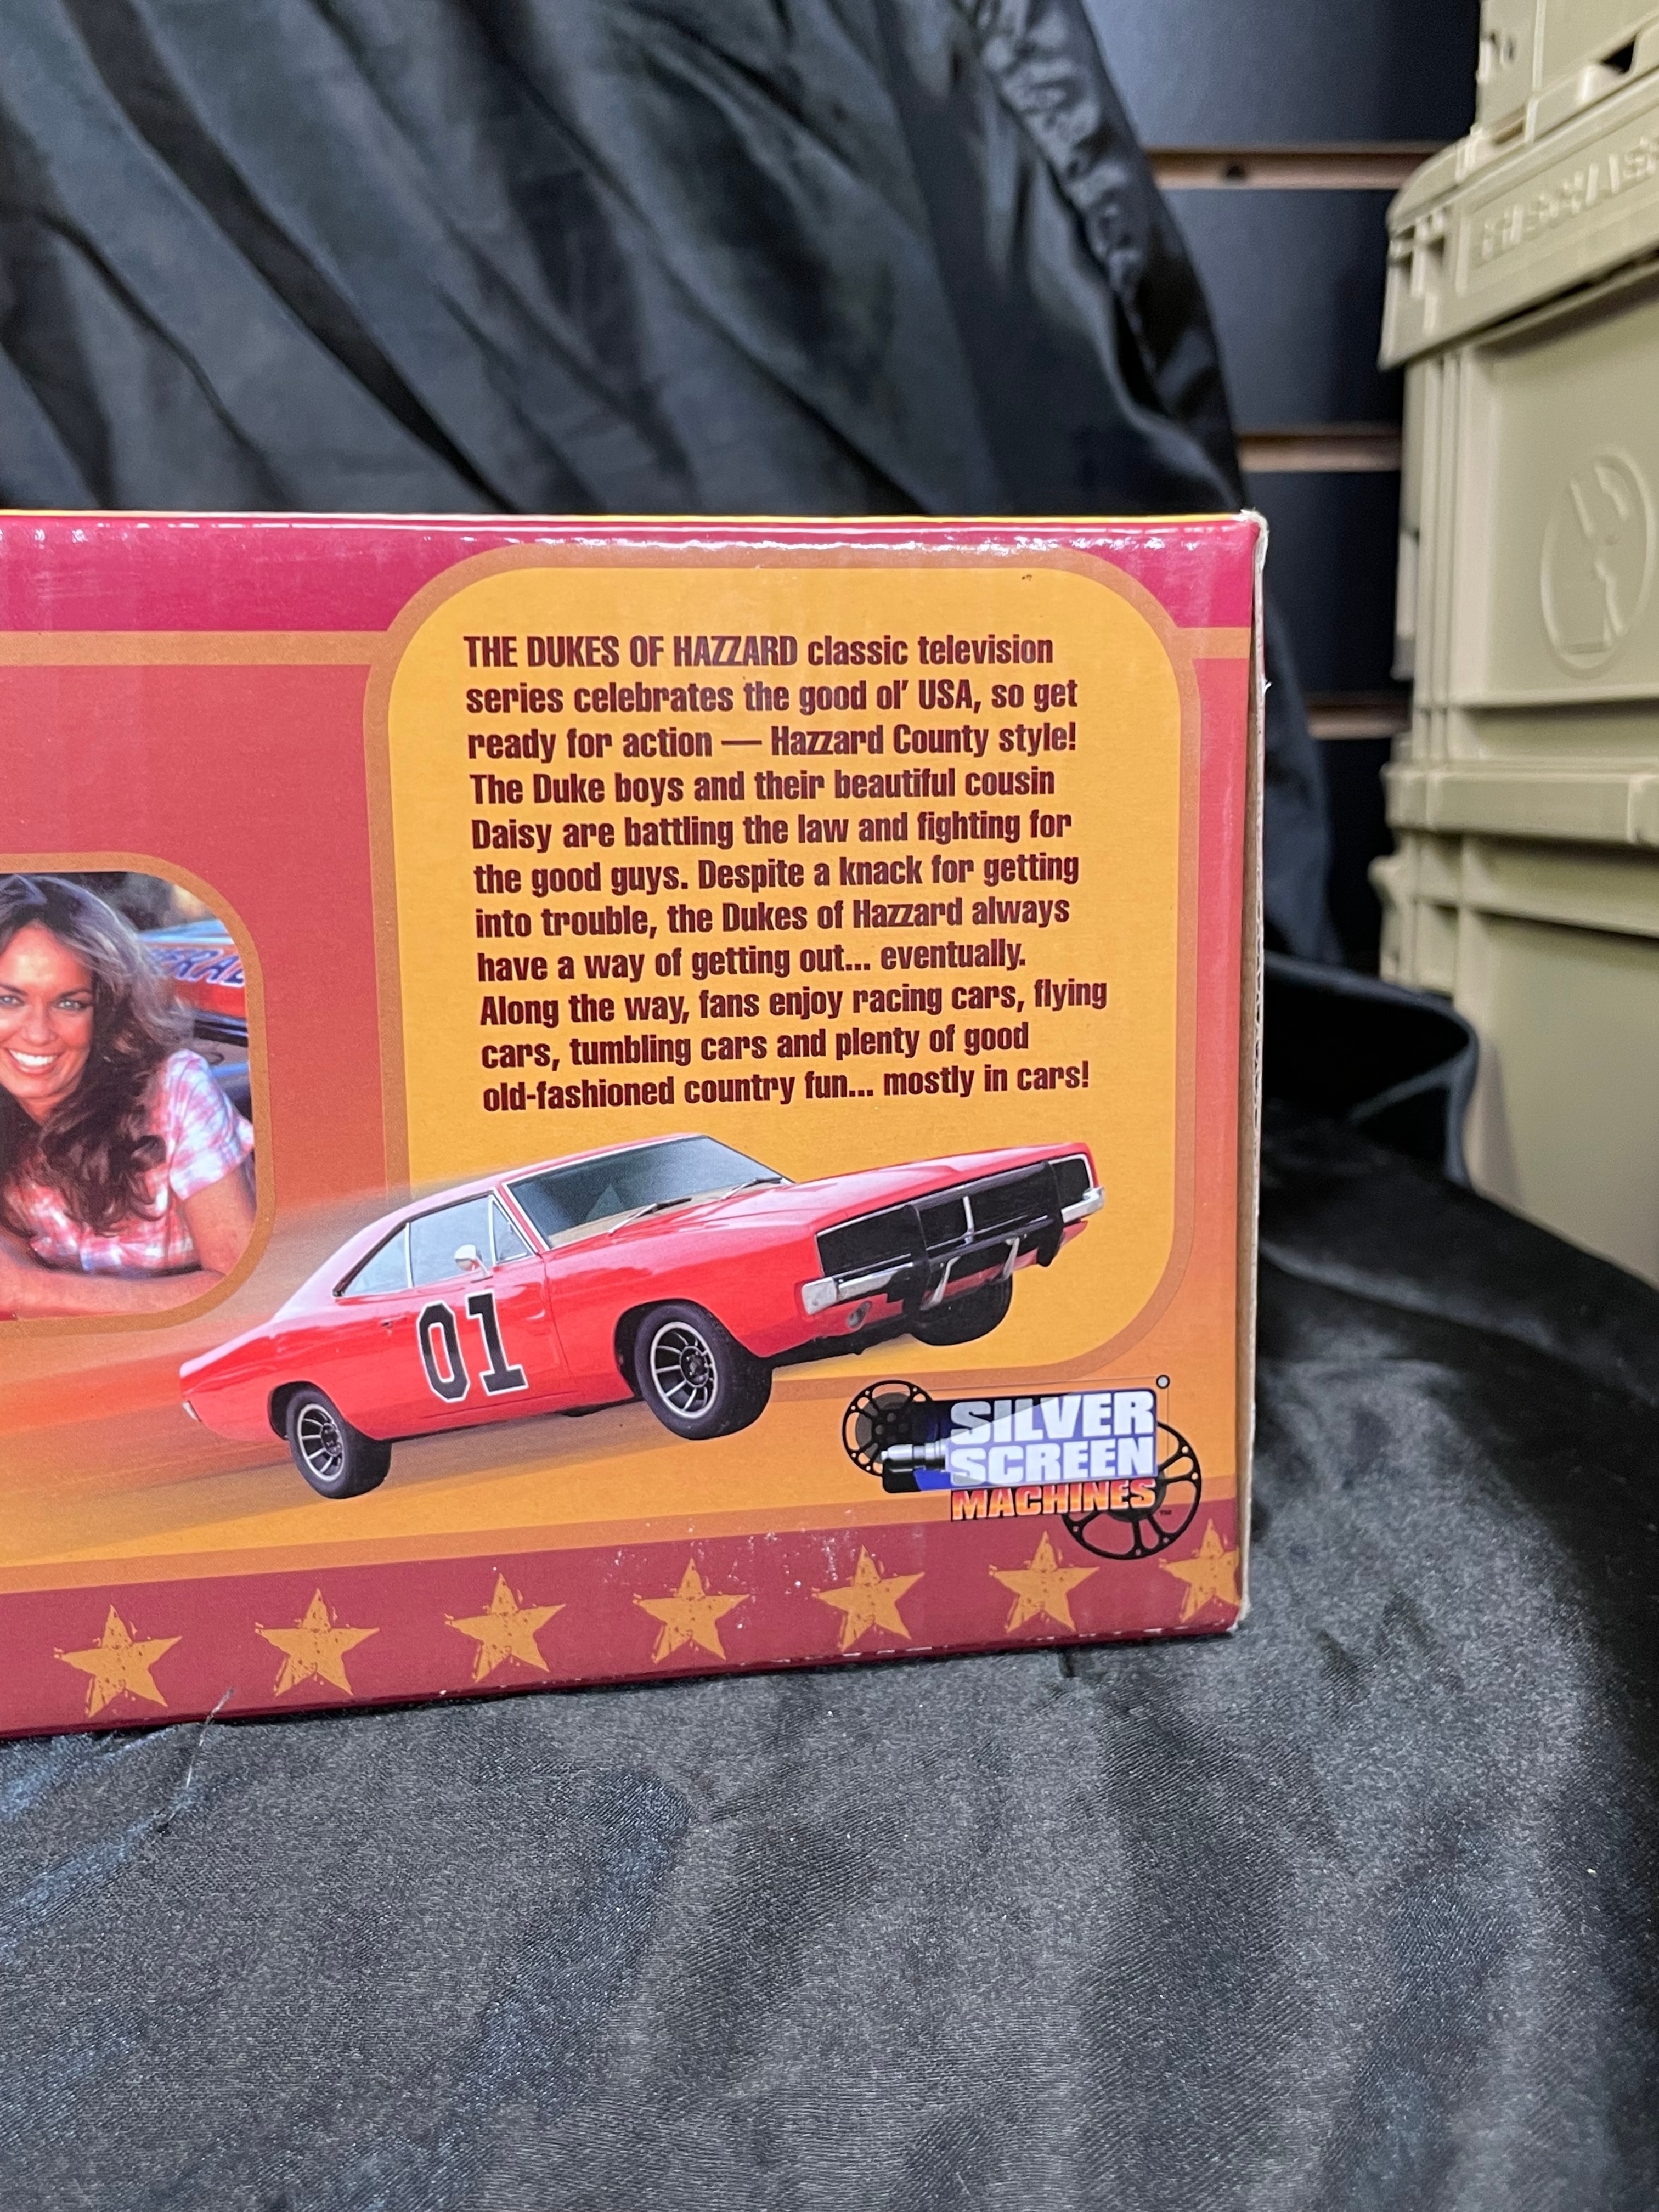 THE DUKES OF HAZZARD classic television
series celebrates the good ol' USA, so get
ready for action — Hazzard County style!
The Duke boys and their beautiful cousin
Daisy are battling the law and fighting for
the good guys. Despite a knack for getting
into trouble, the Dukes of Hazzard always
have a way of getting out... eventually.
Along the way, fans enjoy racing cars, flying
cars, tumbling cars and plenty of good
old-fashioned country fun... mostly in cars!
01
SILVER
SCREEN
MACHINES™